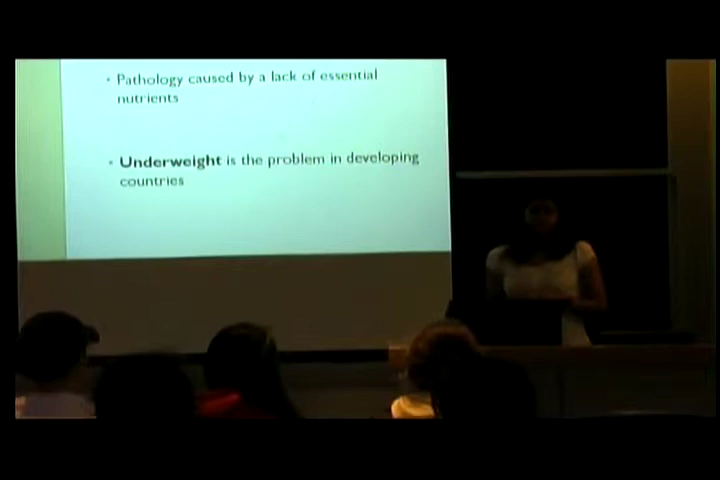 • Pathology caused by a lack of essential
nutrients
• Underweight is the problem in developing
countries